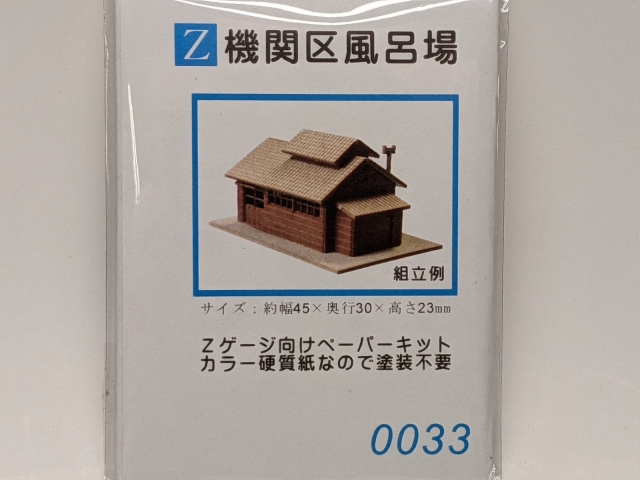 Z 機関区風呂場
組立例
サイズ：約幅45×奥行30×高さ23mm
Zゲージ向けペーパーキット
カラー硬質紙なので塗装不要
0033